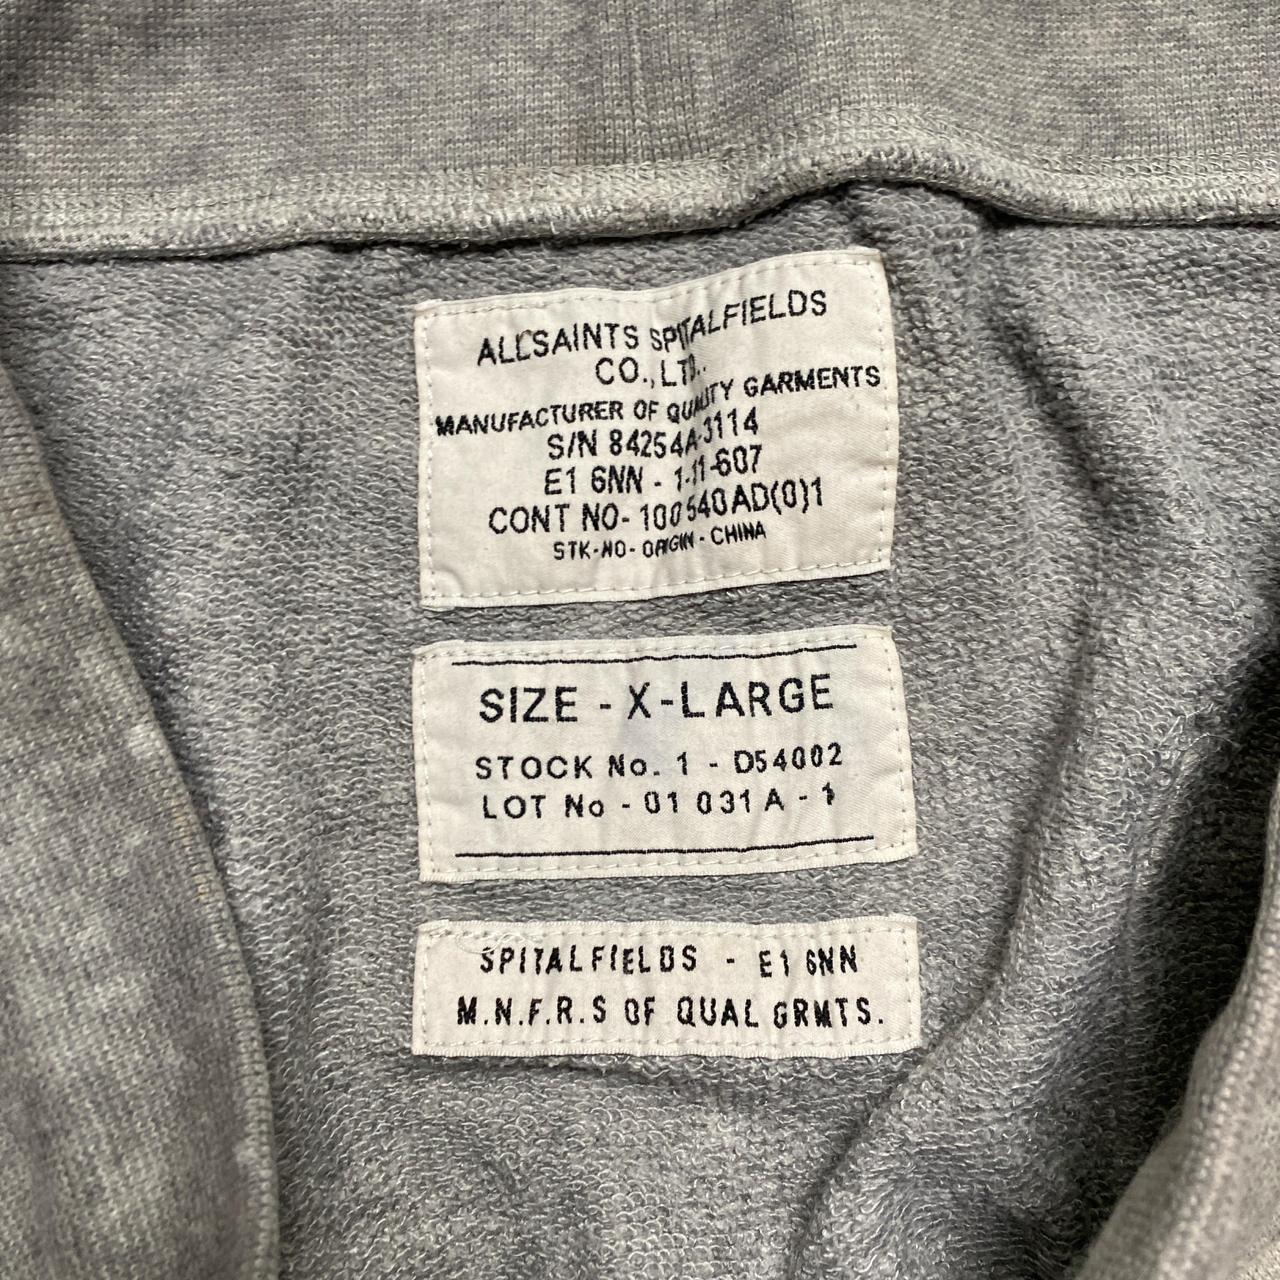 ALLSAINTS SPITALFIELDS
CO., LTD..
MANUFACTURER OF QUALITY GARMENTS
S/N 84254A-3114
E1 6NN - 1-11-607
CONT NO- 100540AD(0)1
STK-NO- ORIGIN - CHINA
SIZE - X-LARGE
STOCK No. 1 - D54002
LOT No - 01 031 A - 1
SPITALFIELDS - E1 6NN
M.N.F.R.S OF QUAL GRMTS.